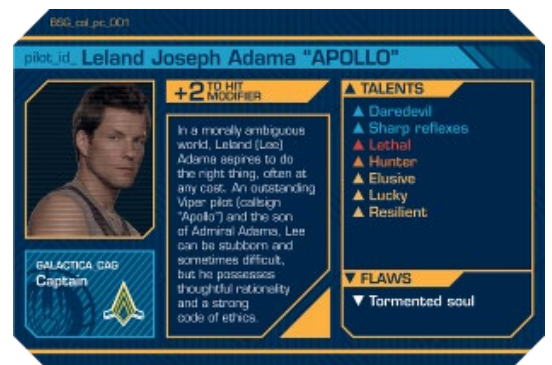 BSG_col_pc_001
pilot_id_ Leland Joseph Adama "APOLLO"
+2 TO HIT
MODIFIER
In a morally ambiguous
world, Leland (Lee)
Adama aspires to do
the right thing, often at
any cost. An outstanding
Viper pilot (callsign
"Apollo") and the son
of Admiral Adama, Lee
can be stubborn and
sometimes difficult,
but he possesses
thoughtful rationality
and a strong
code of ethics.
GALACTICA CAG
Captain
▲ TALENTS
▲ Daredevil
▲ Sharp reflexes
▲ Lethal
▲ Hunter
▲ Elusive
▲ Lucky
▲ Resilient
▼ FLAWS
▼ Tormented soul